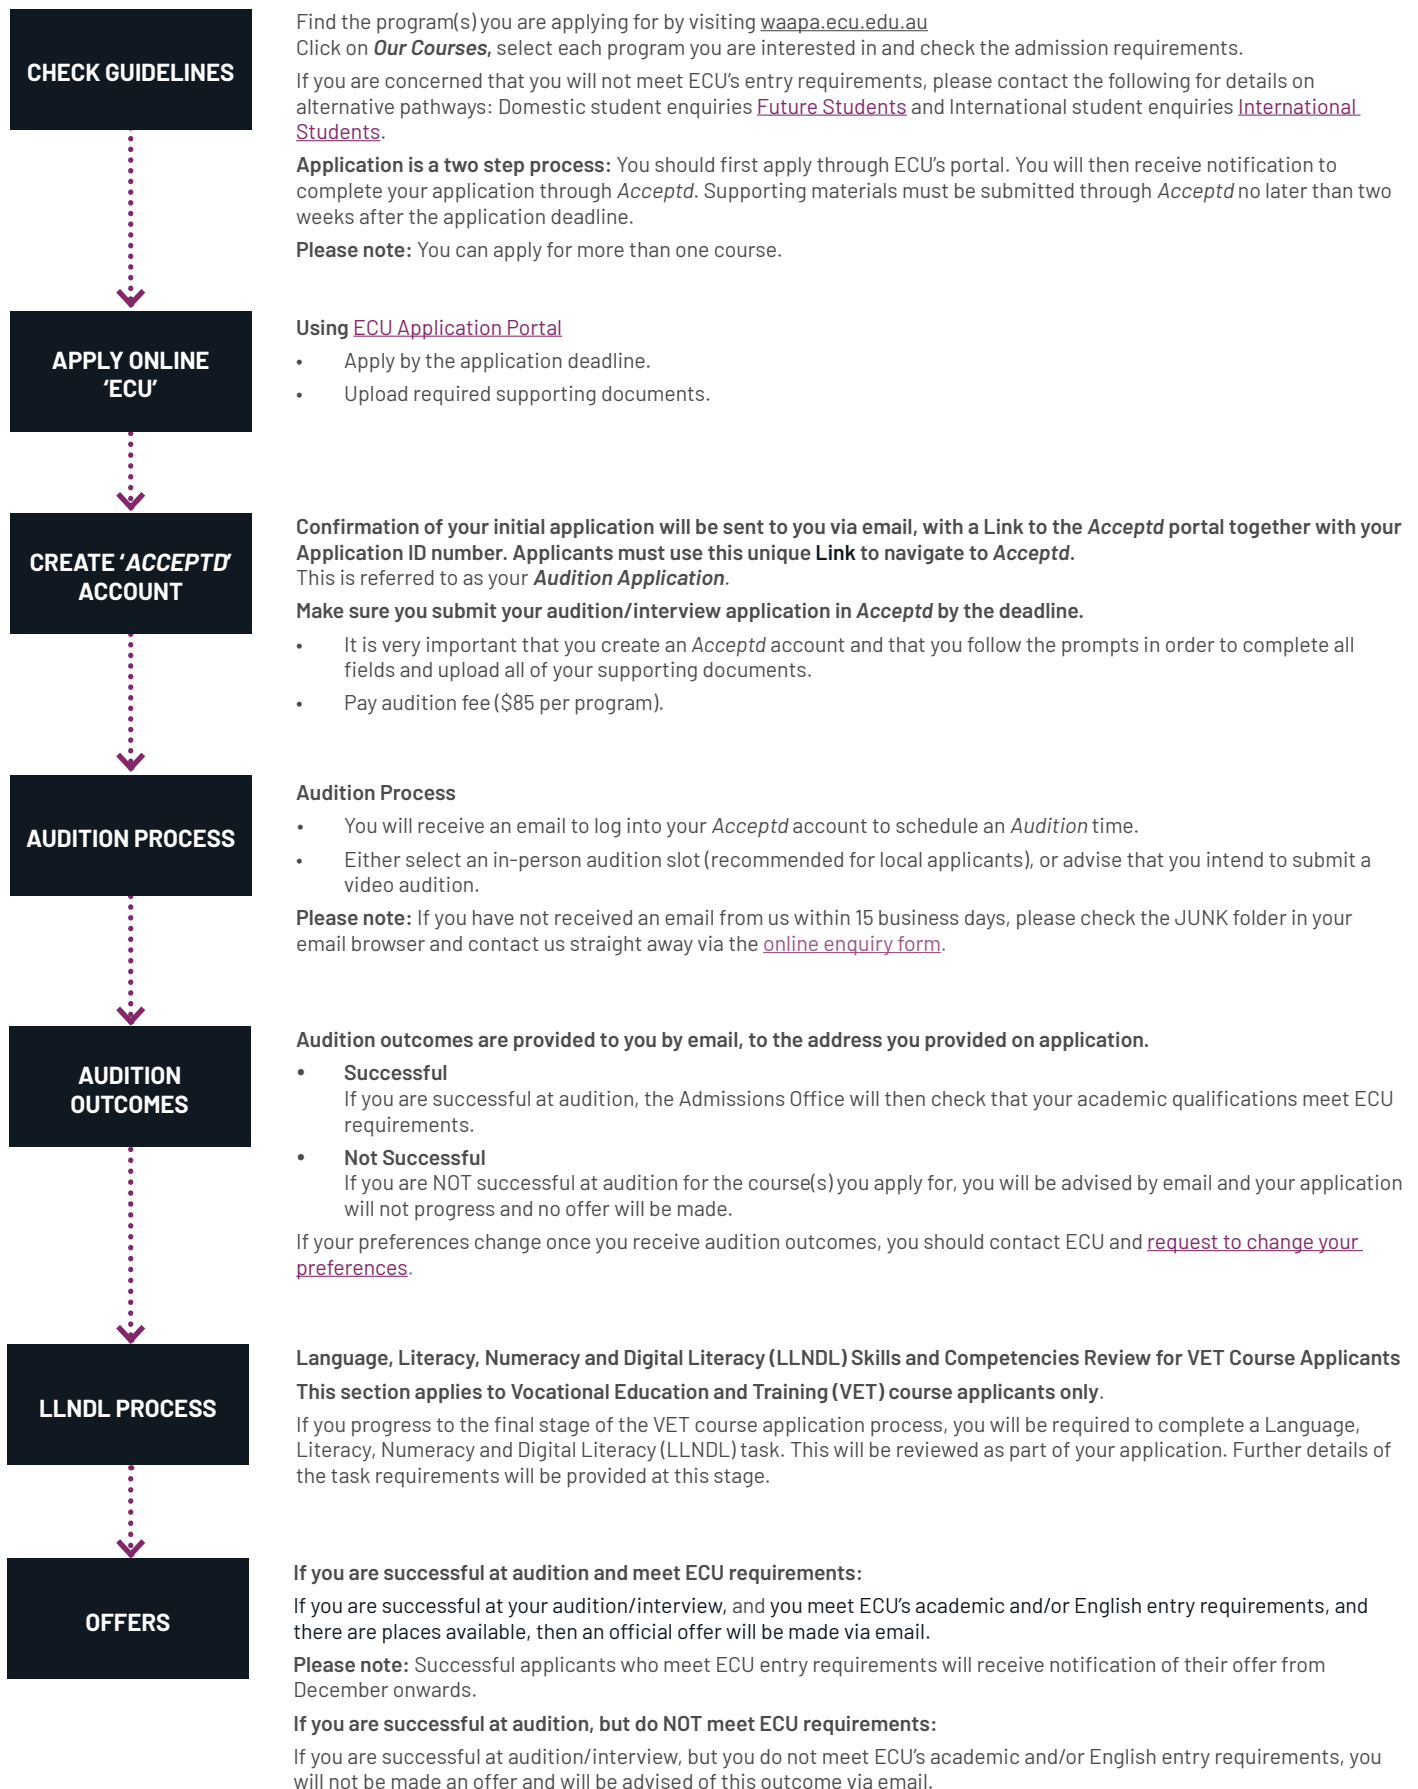 CHECK GUIDELINES
Find the program(s) you are applying for by visiting waapa.ecu.edu.au
Click on Our Courses, select each program you are interested in and check the admission requirements.
If you are concerned that you will not meet ECU's entry requirements, please contact the following for details on
alternative pathways: Domestic student enquiries Future Students and International student enquiries International
Students.
Application is a two step process: You should first apply through ECU's portal. You will then receive notification to
complete your application through Acceptd. Supporting materials must be submitted through Acceptd no later than two
weeks after the application deadline.
Please note: You can apply for more than one course.
APPLY ONLINE
‘ECU’
Using ECU Application Portal
• Apply by the application deadline.
• Upload required supporting documents.
CREATE ‘ACCEPTD’
ACCOUNT
Confirmation of your initial application will be sent to you via email, with a Link to the Acceptd portal together with your
Application ID number. Applicants must use this unique Link to navigate to Acceptd.
This is referred to as your Audition Application.
Make sure you submit your audition/interview application in Acceptd by the deadline.
• It is very important that you create an Acceptd account and that you follow the prompts in order to complete all
fields and upload all of your supporting documents.
• Pay audition fee ($85 per program).
AUDITION PROCESS
Audition Process
• You will receive an email to log into your Acceptd account to schedule an Audition time.
• Either select an in-person audition slot (recommended for local applicants), or advise that you intend to submit a
video audition.
Please note: If you have not received an email from us within 15 business days, please check the JUNK folder in your
email browser and contact us straight away via the online enquiry form.
AUDITION
OUTCOMES
Audition outcomes are provided to you by email, to the address you provided on application.
• Successful
If you are successful at audition, the Admissions Office will then check that your academic qualifications meet ECU
requirements.
• Not Successful
If you are NOT successful at audition for the course(s) you apply for, you will be advised by email and your application
will not progress and no offer will be made.
If your preferences change once you receive audition outcomes, you should contact ECU and request to change your
preferences.
LLNDL PROCESS
Language, Literacy, Numeracy and Digital Literacy (LLNDL) Skills and Competencies Review for VET Course Applicants
This section applies to Vocational Education and Training (VET) course applicants only.
If you progress to the final stage of the VET course application process, you will be required to complete a Language,
Literacy, Numeracy and Digital Literacy (LLNDL) task. This will be reviewed as part of your application. Further details of
the task requirements will be provided at this stage.
OFFERS
If you are successful at audition and meet ECU requirements:
If you are successful at your audition/interview, and you meet ECU's academic and/or English entry requirements, and
there are places available, then an official offer will be made via email.
Please note: Successful applicants who meet ECU entry requirements will receive notification of their offer from
December onwards.
If you are successful at audition, but do NOT meet ECU requirements:
If you are successful at audition/interview, but you do not meet ECU's academic and/or English entry requirements, you
will not be made an offer and will be advised of this outcome via email.